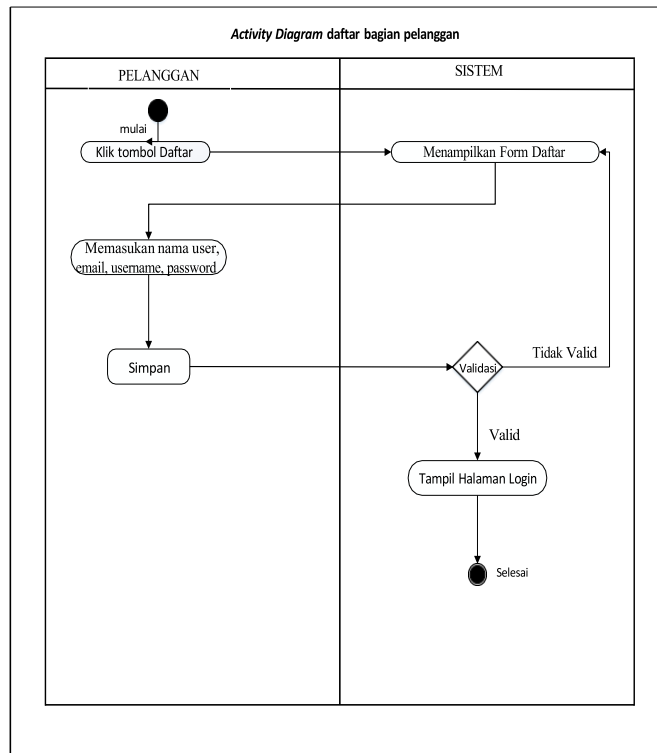 Activity Diagram daftar bagian pelanggan
PELANGGAN
SISTEM
mulai
Klik tombol Daftar
Menampilkan Form Daftar
Memasukan nama user,
email, username, password
Simpan
Validasi
Tidak Valid
Valid
Tampil Halaman Login
Selesai